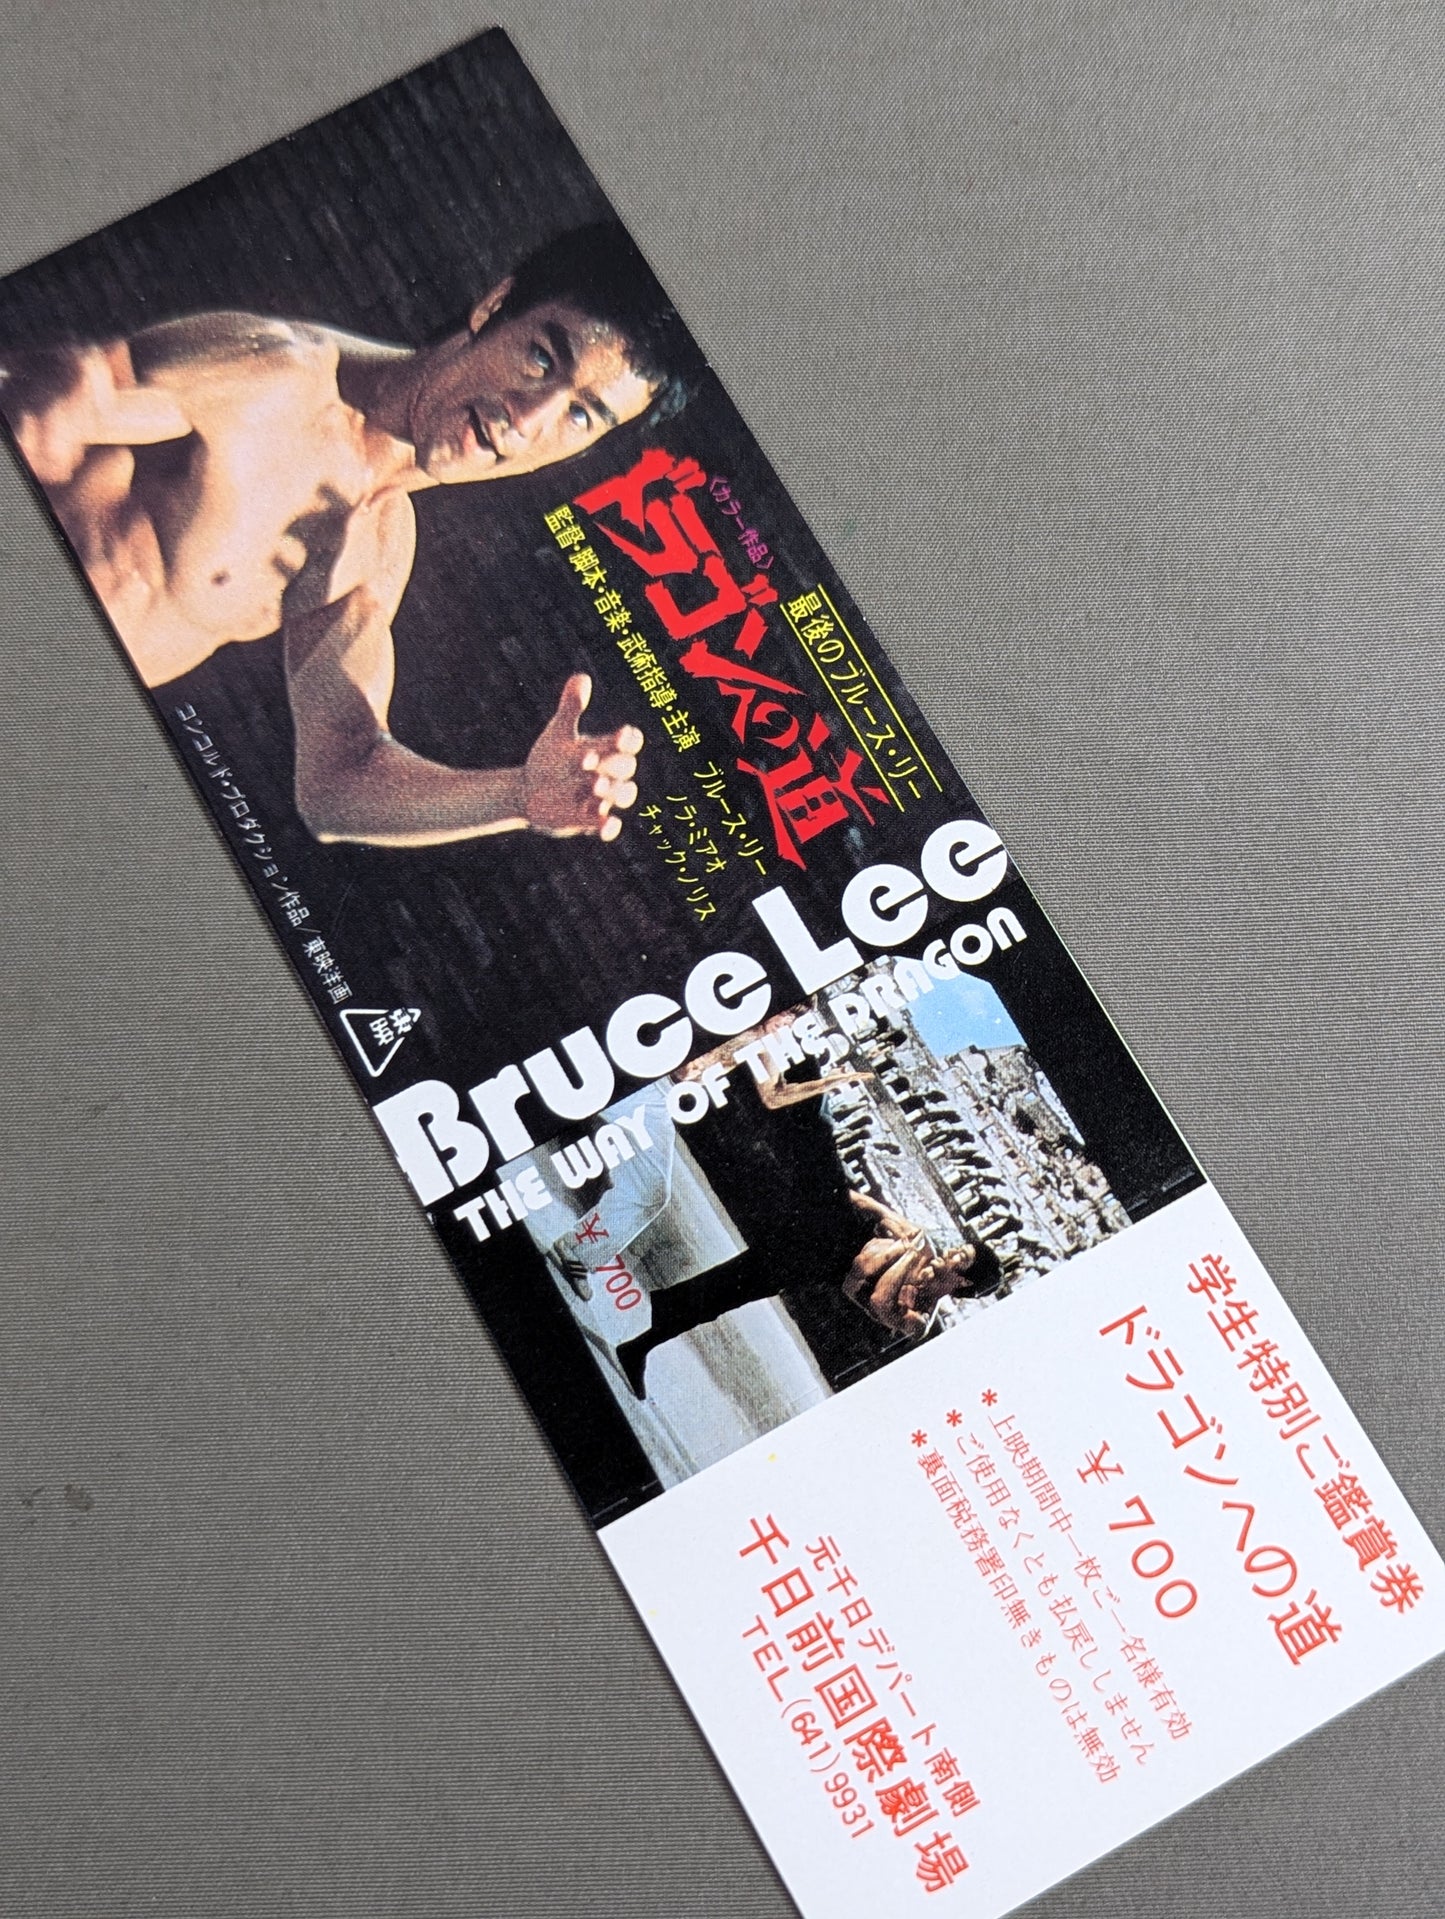 〈カラー作品〉
最後のブルース・リー
ドラゴンへの道
監督・脚本・音楽・武術指導・主演 ブルース・リー
ノラ・ミアオ
チャック・ノリス
コンコルド・プロダクション作品/東映洋画
Bruce Lee
THE WAY OF THE DRAGON
¥700
学生特別ご鑑賞券
ドラゴンへの道
¥700
*上映期間中一枚ご一名様有効
*ご使用なくとも払戻ししません
*裏面税務署印無きものは無効
元千日デパート南側
千日前国際劇場
TEL(641)9931